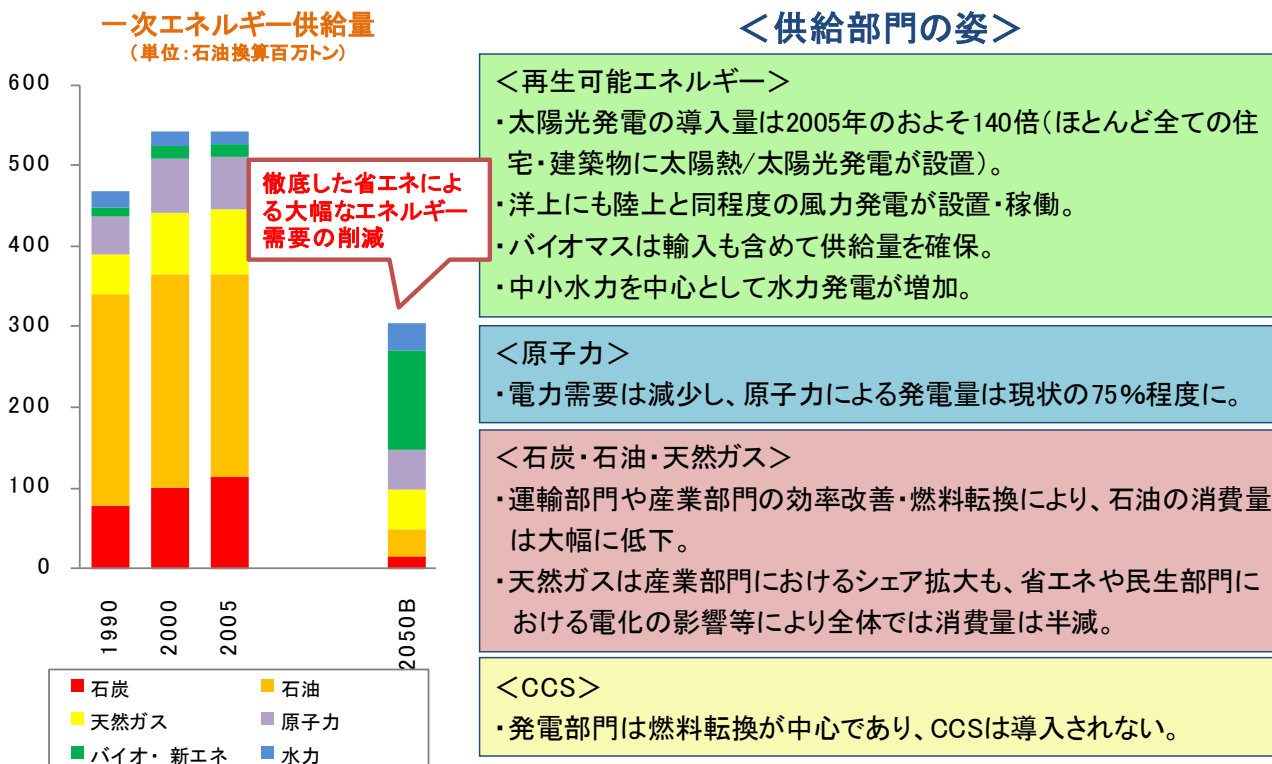 一次エネルギー供給量
（単位：石油換算百万トン）
600
500
400
300
200
100
0
1990
2000
2005
2050B
徹底した省エネによ
る大幅なエネルギー
需要の削減
石炭
石油
天然ガス
原子力
バイオ・ 新エネ
水力
＜供給部門の姿＞
＜再生可能エネルギー＞
・太陽光発電の導入量は2005年のおよそ140倍（ほとんど全ての住
宅・建築物に太陽熱/太陽光発電が設置）。
・洋上にも陸上と同程度の風力発電が設置・稼働。
・バイオマスは輸入も含めて供給量を確保。
・中小水力を中心として水力発電が増加。
＜原子力＞
・電力需要は減少し、原子力による発電量は現状の75%程度に。
＜石炭・石油・天然ガス＞
・運輸部門や産業部門の効率改善・燃料転換により、石油の消費量
は大幅に低下。
・天然ガスは産業部門におけるシェア拡大も、省エネや民生部門に
おける電化の影響等により全体では消費量は半減。
＜CCS＞
・発電部門は燃料転換が中心であり、CCSは導入されない。